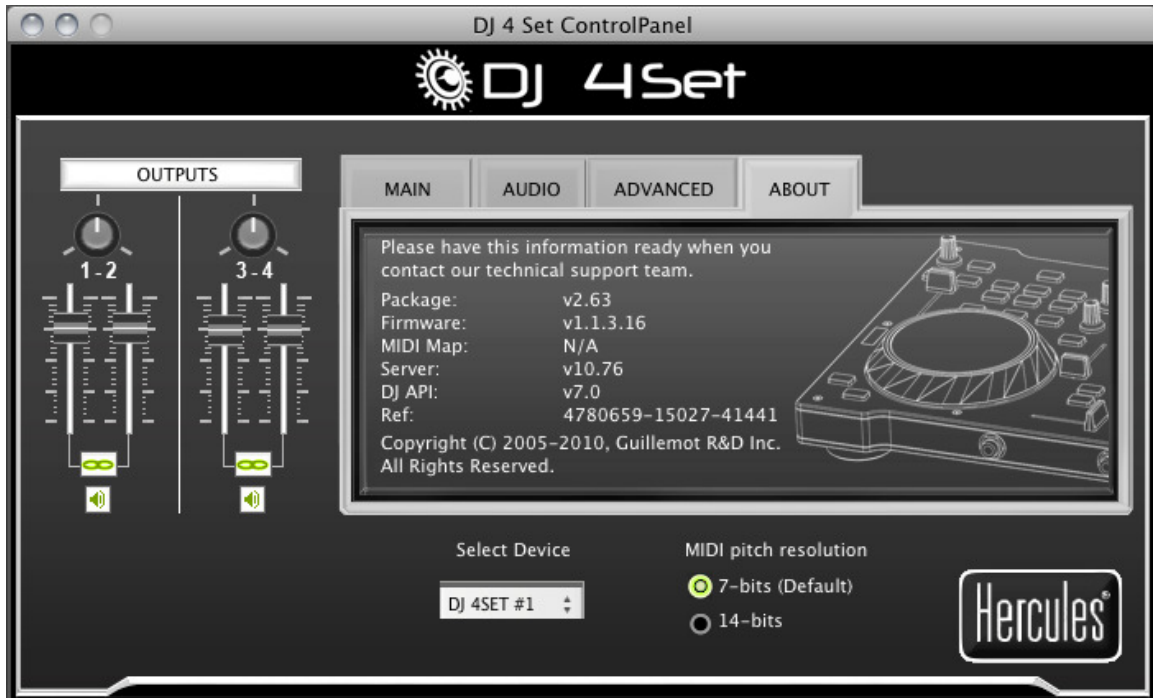 DJ 4 Set ControlPanel
DJ 4Set
OUTPUTS
1-2
3-4
MAIN
AUDIO
ADVANCED
ABOUT
Please have this information ready when you
contact our technical support team.
Package: v2.63
Firmware: v1.1.3.16
MIDI Map: N/A
Server: v10.76
DJ API: v7.0
Ref: 4780659-15027-41441
Copyright (C) 2005-2010, Guillemot R&D Inc.
All Rights Reserved.
Select Device
DJ 4SET #1
MIDI pitch resolution
7-bits (Default)
14-bits
Hercules